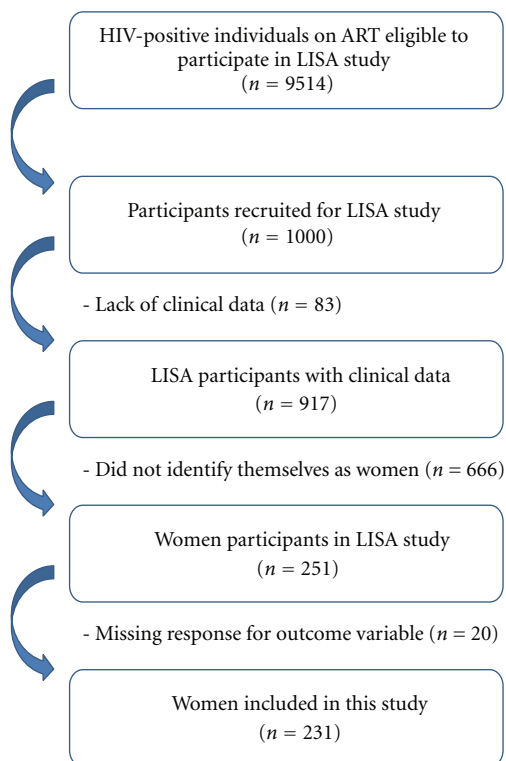 HIV-positive individuals on ART eligible to
participate in LISA study
(n = 9514)
Participants recruited for LISA study
(n = 1000)
- Lack of clinical data (n = 83)
LISA participants with clinical data
(n = 917)
- Did not identify themselves as women (n = 666)
Women participants in LISA study
(n = 251)
- Missing response for outcome variable (n = 20)
Women included in this study
(n = 231)